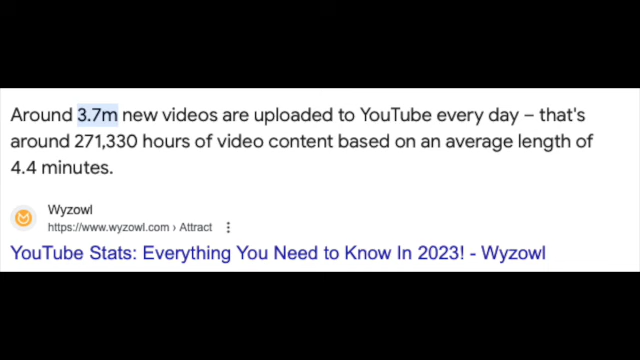 Around 3.7m new videos are uploaded to YouTube every day – that's
around 271,330 hours of video content based on an average length of
4.4 minutes.
Wyzowl
https://www.wyzowl.com › Attract
YouTube Stats: Everything You Need to Know In 2023! - Wyzowl